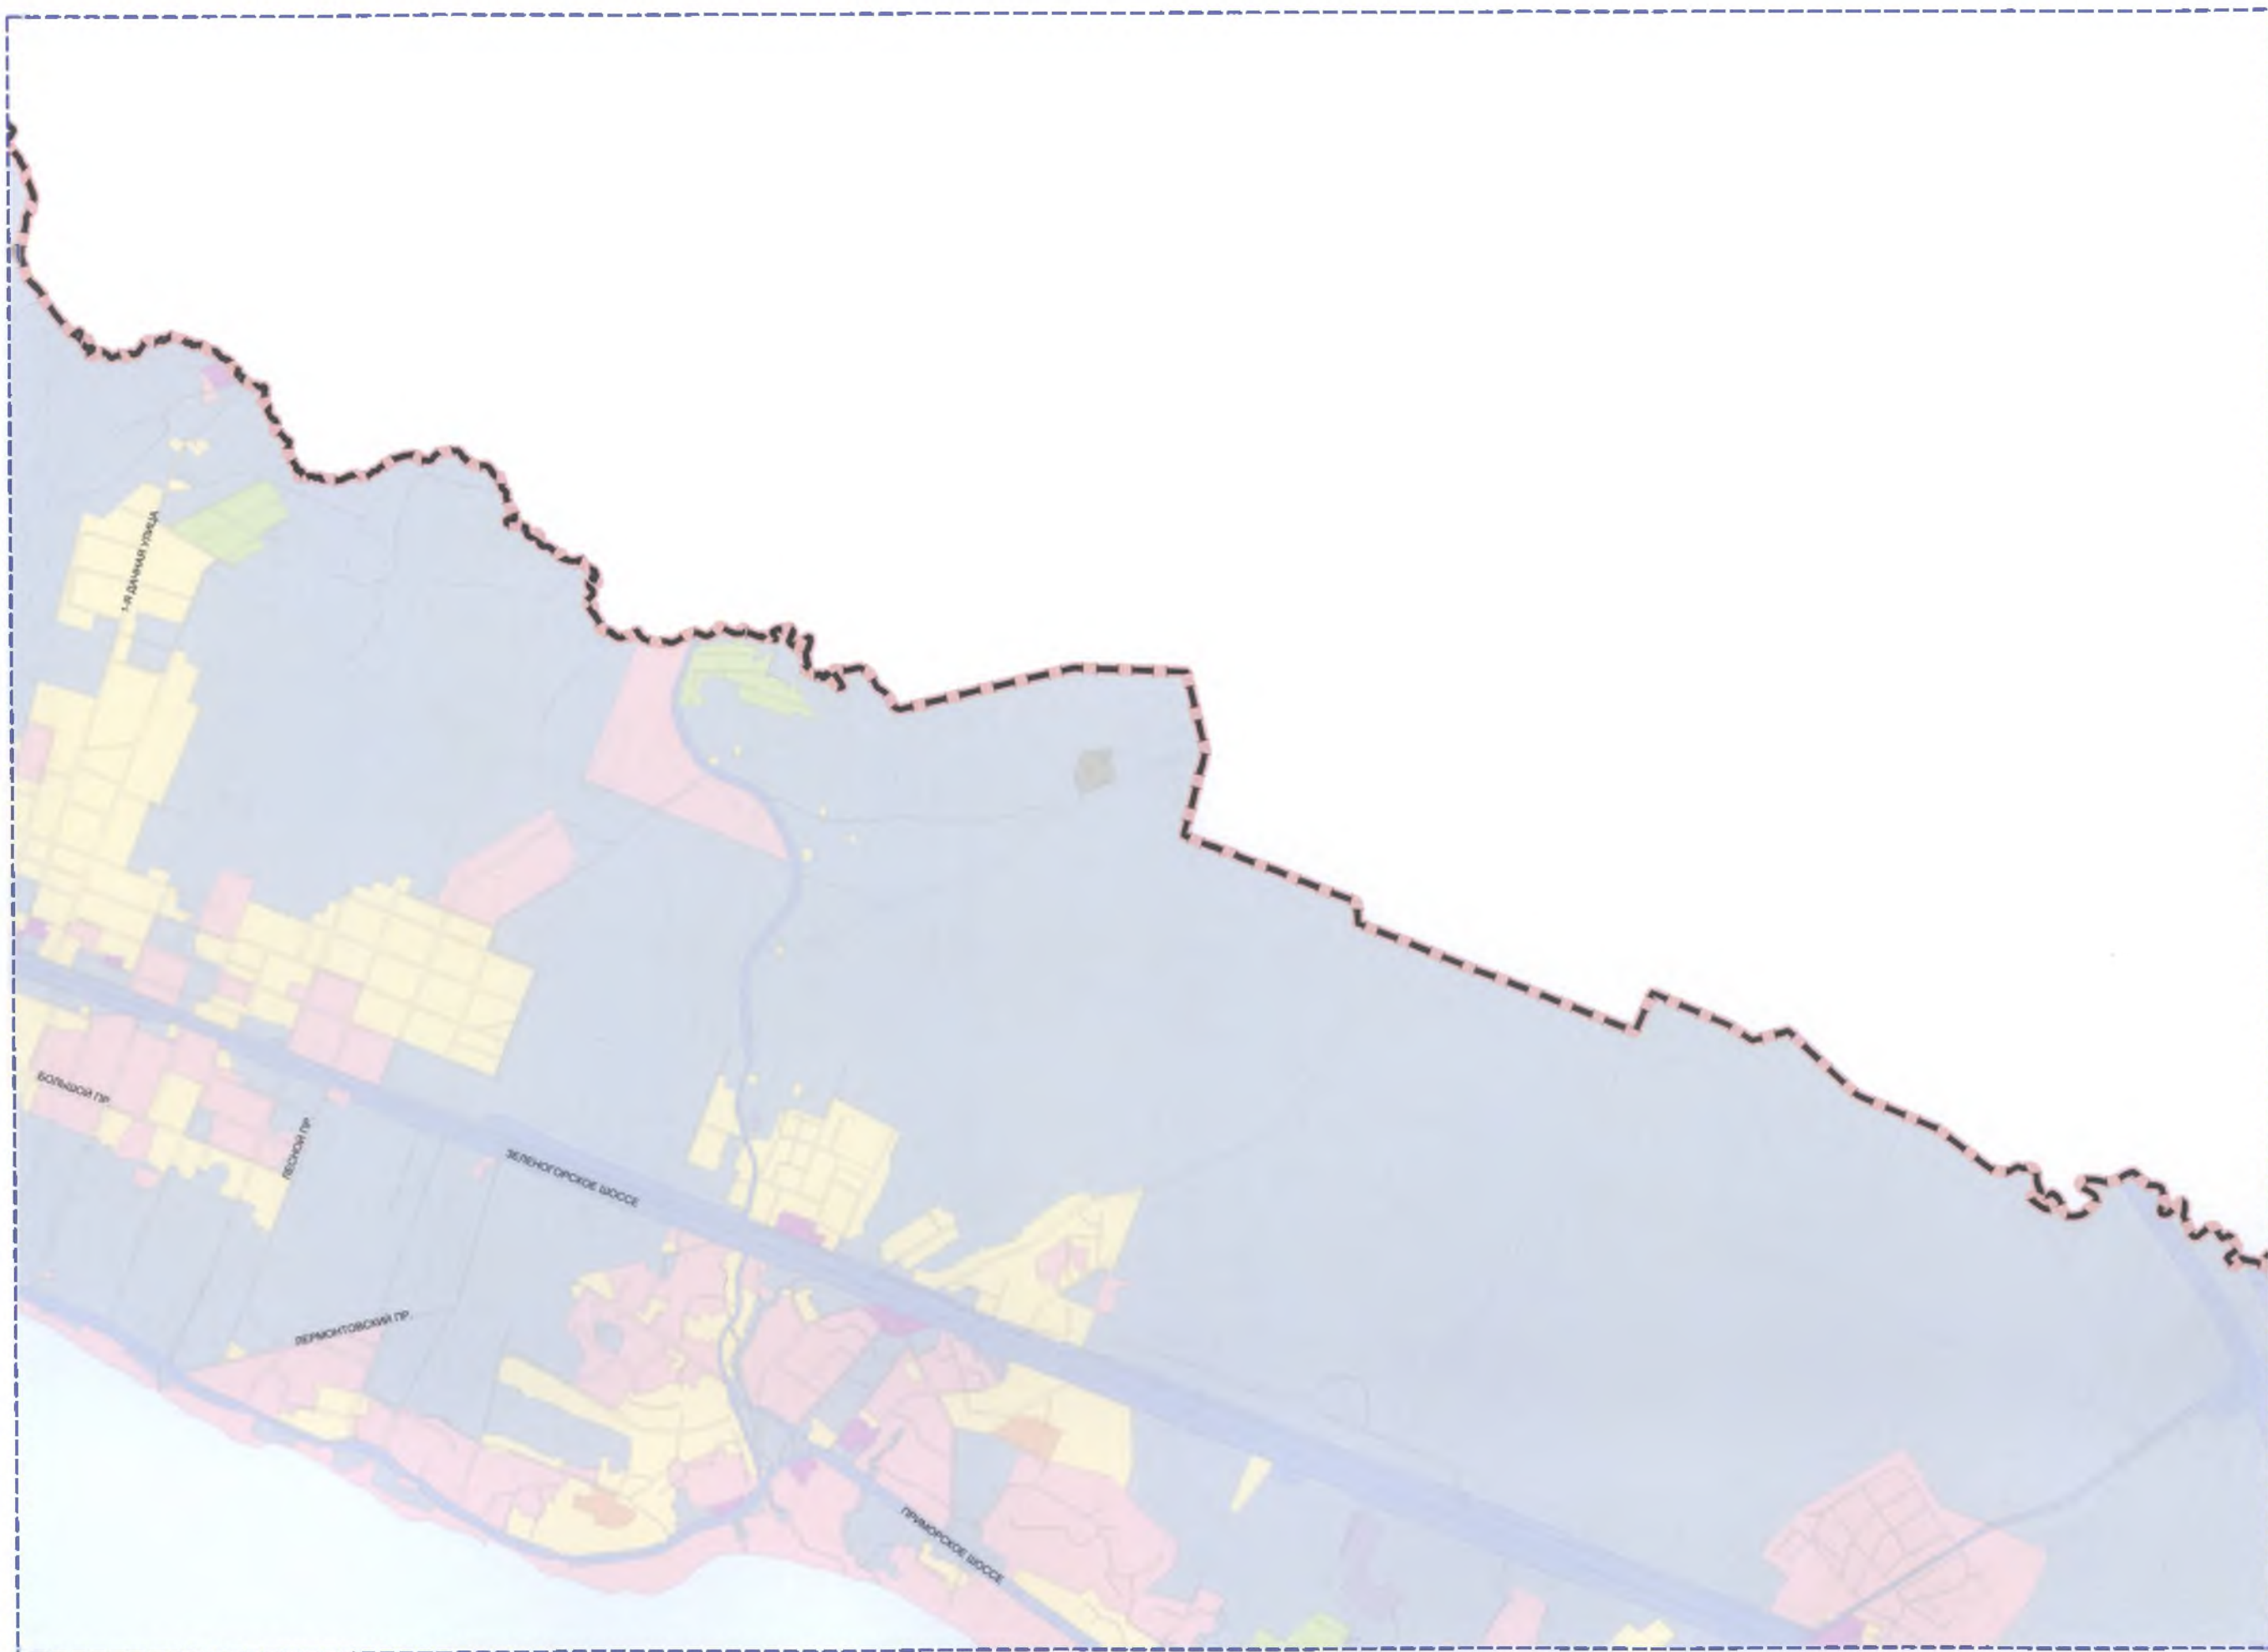 1-Я ДАЧНАЯ УЛИЦА
БОЛЬШОЙ ПР.
ЛЕСНОЙ ПР.
ЗЕЛЕНОГОРСКОЕ ШОССЕ
ЛЕРМОНТОВСКИЙ ПР.
ПРИМОРСКОЕ ШОССЕ